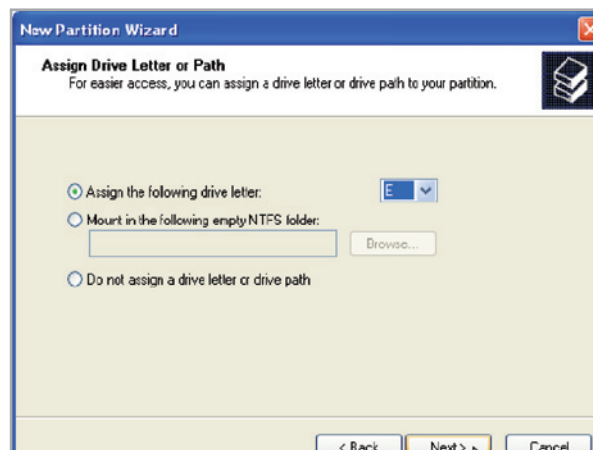 New Partition Wizard
Assign Drive Letter or Path
For easier access, you can assign a drive letter or drive path to your partition.
Assign the following drive letter:
E
Mount in the following empty NTFS folder:
Browse...
Do not assign a drive letter or drive path
< Back
Next >
Cancel